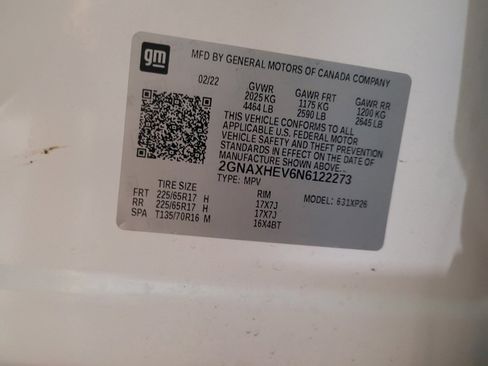 gm
MFD BY GENERAL MOTORS OF CANADA COMPANY
02/22 GVWR GAWR FRT GAWR RR
2025 KG 1175 KG 1200 KG
4464 LB 2590 LB 2645 LB
THIS VEHICLE CONFORMS TO ALL
APPLICABLE U.S. FEDERAL MOTOR
VEHICLE SAFETY AND THEFT PREVENTION
STANDARDS IN EFFECT ON THE DATE OF
MANUFACTURE SHOWN ABOVE.
2GNAXHEV6N6122273
TYPE: MPV
TIRE SIZE RIM MODEL: 631XP26
FRT 225/65R17 H 17X7J
RR 225/65R17 H 17X7J
SPA T135/70R16 M 16X4BT